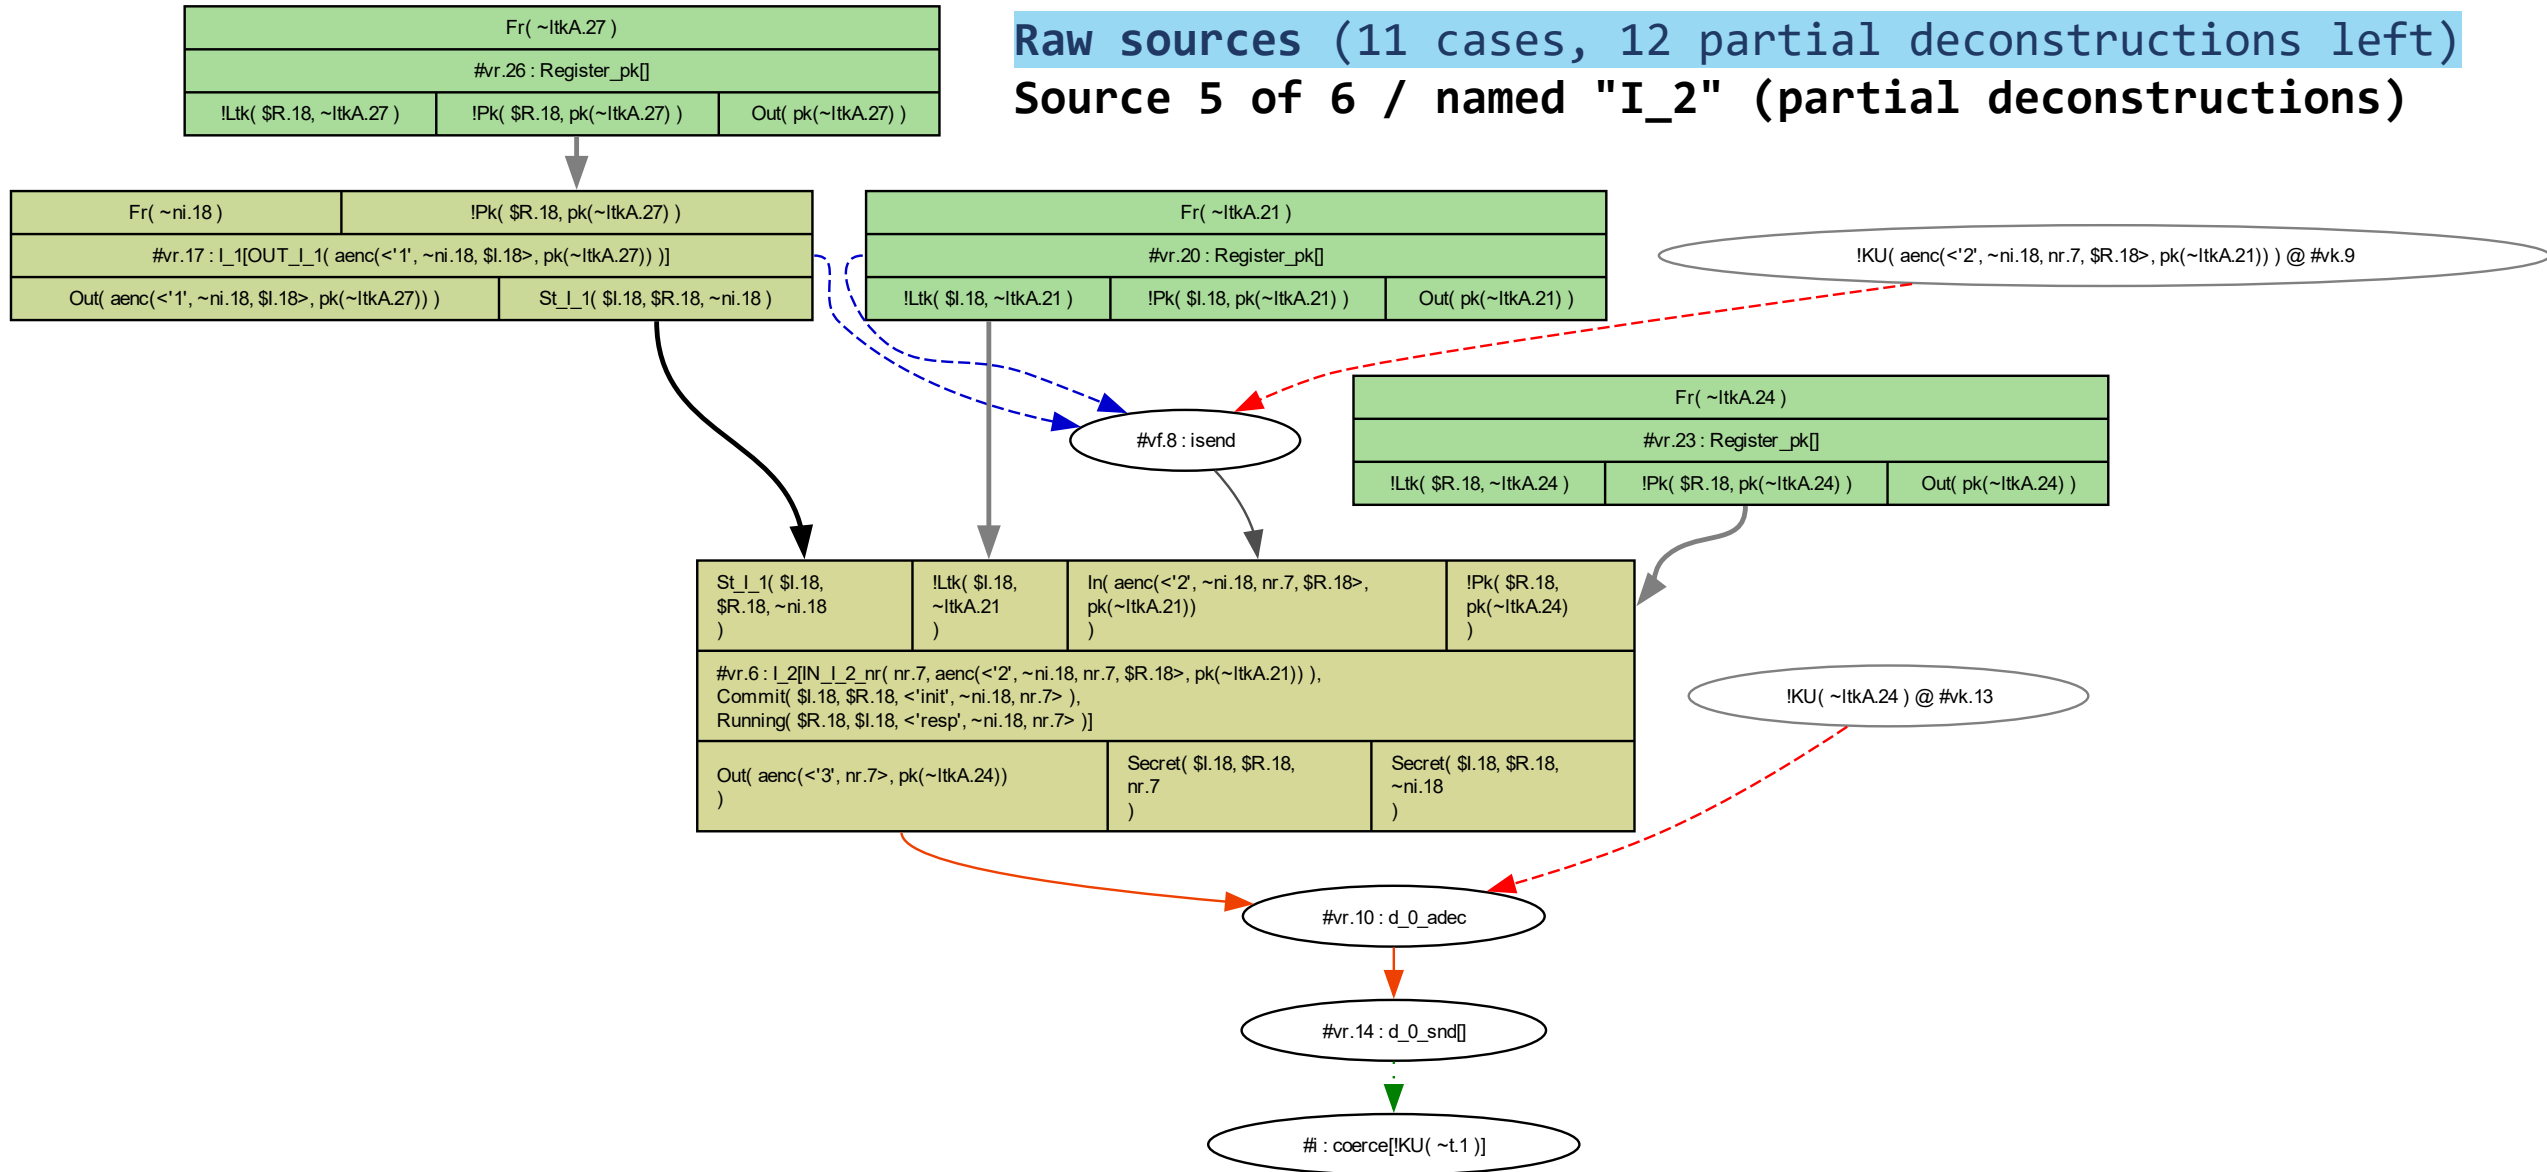 Raw sources (11 cases, 12 partial deconstructions left)
Source 5 of 6 / named "I_2" (partial deconstructions)
Fr( ~ltkA.27 )
#vr.26 : Register_pk[]
!Ltk( $R.18, ~ltkA.27 )
!Pk( $R.18, pk(~ltkA.27) )
Out( pk(~ltkA.27) )
Fr( ~ni.18 )
!Pk( $R.18, pk(~ltkA.27) )
#vr.17 : I_1[OUT_I_1( aenc(<'1', ~ni.18, $I.18>, pk(~ltkA.27)) )]
Out( aenc(<'1', ~ni.18, $I.18>, pk(~ltkA.27)) )
St_I_1( $I.18, $R.18, ~ni.18 )
Fr( ~ltkA.21 )
#vr.20 : Register_pk[]
!Ltk( $I.18, ~ltkA.21 )
!Pk( $I.18, pk(~ltkA.21) )
Out( pk(~ltkA.21) )
!KU( aenc(<'2', ~ni.18, nr.7, $R.18>, pk(~ltkA.21)) ) @ #vk.9
#vf.8 : isend
Fr( ~ltkA.24 )
#vr.23 : Register_pk[]
!Ltk( $R.18, ~ltkA.24 )
!Pk( $R.18, pk(~ltkA.24) )
Out( pk(~ltkA.24) )
St_I_1( $I.18,
$R.18, ~ni.18
)
!Ltk( $I.18,
~ltkA.21
)
In( aenc(<'2', ~ni.18, nr.7, $R.18>,
pk(~ltkA.21))
)
!Pk( $R.18,
pk(~ltkA.24)
)
#vr.6 : I_2[IN_I_2_nr( nr.7, aenc(<'2', ~ni.18, nr.7, $R.18>, pk(~ltkA.21)) ),
Commit( $I.18, $R.18, <'init', ~ni.18, nr.7> ),
Running( $R.18, $I.18, <'resp', ~ni.18, nr.7> )]
Out( aenc(<'3', nr.7>, pk(~ltkA.24))
)
Secret( $I.18, $R.18,
nr.7
)
Secret( $I.18, $R.18,
~ni.18
)
!KU( ~ltkA.24 ) @ #vk.13
#vr.10 : d_0_adec
#vr.14 : d_0_snd[]
#i : coerce[!KU( ~t.1 )]